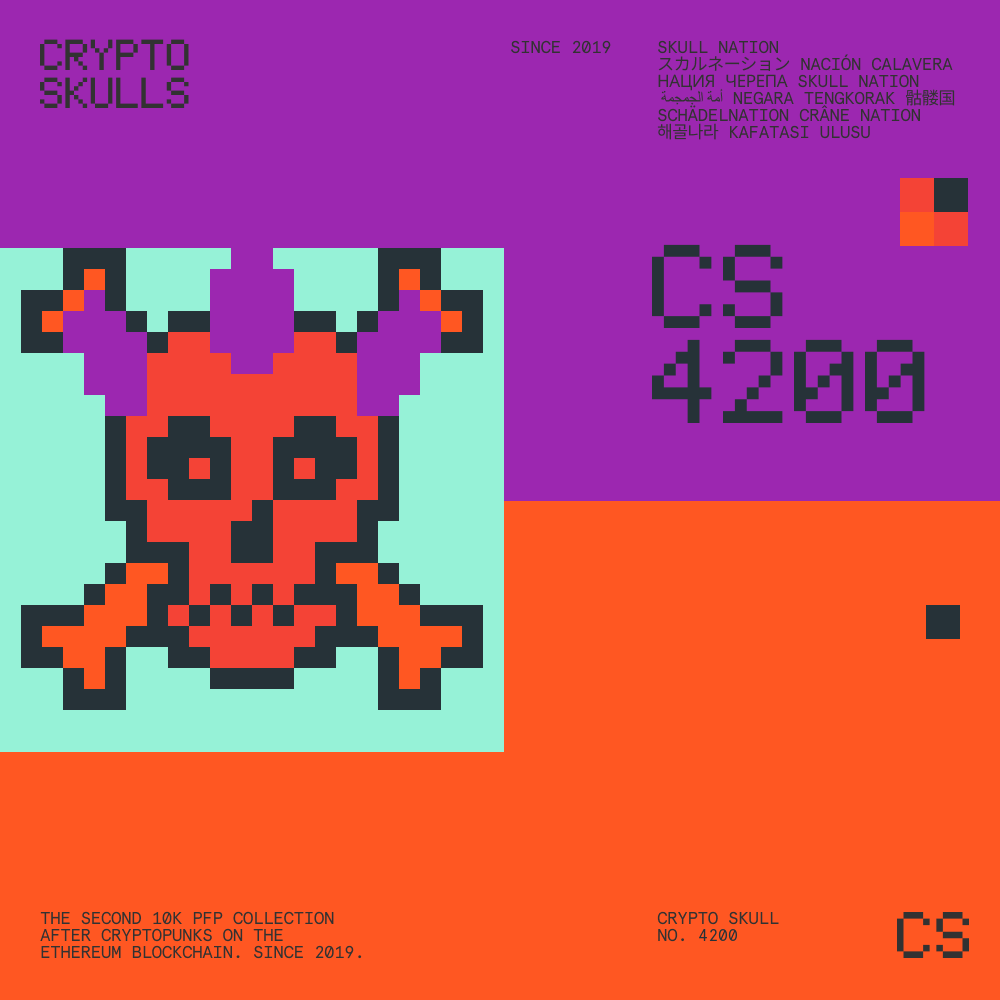 CRYPTO
SKULLS
SINCE 2019
SKULL NATION
スカルネーション NACIÓN CALAVERA
НАЦИЯ ЧЕРЕПА SKULL NATION
أمة الجمجمة NEGARA TENGKORAK 骷髅国
SCHÄDELNATION CRÂNE NATION
해골나라 KAFATASI ULUSU
CS
4200
THE SECOND 10K PFP COLLECTION
AFTER CRYPTOPUNKS ON THE
ETHEREUM BLOCKCHAIN. SINCE 2019.
CRYPTO SKULL
NO. 4200
CS